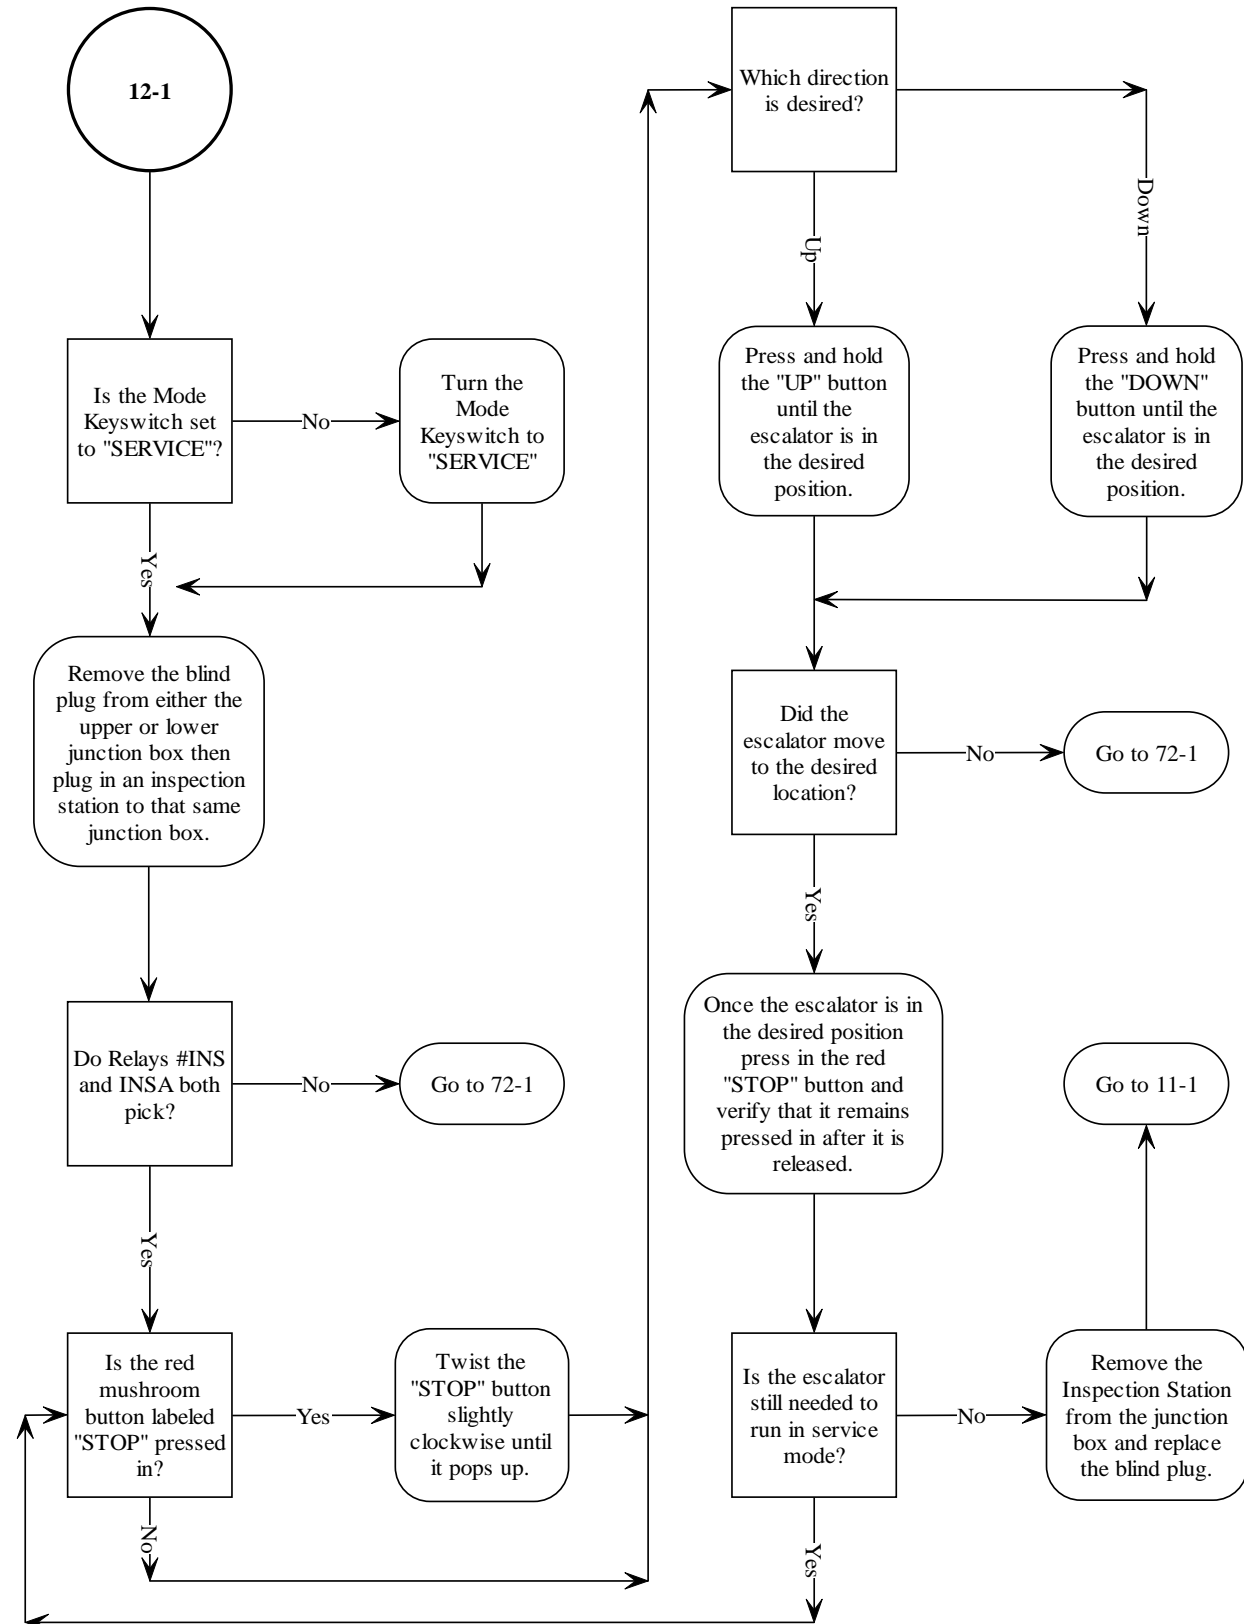 12-1
Is the Mode
Keyswitch set
to "SERVICE"?
No
Turn the
Mode
Keyswitch to
"SERVICE"
Yes
Remove the blind
plug from either the
upper or lower
junction box then
plug in an inspection
station to that same
junction box.
Do Relays #INS
and INSA both
pick?
No
Go to 72-1
Yes
Is the red
mushroom
button labeled
"STOP" pressed
in?
Yes
Twist the
"STOP" button
slightly
clockwise until
it pops up.
No
Which direction
is desired?
Up
Down
Press and hold
the "UP" button
until the
escalator is in
the desired
position.
Press and hold
the "DOWN"
button until the
escalator is in
the desired
position.
Did the
escalator move
to the desired
location?
No
Go to 72-1
Yes
Once the escalator is in
the desired position
press in the red
"STOP" button and
verify that it remains
pressed in after it is
released.
Go to 11-1
Is the escalator
still needed to
run in service
mode?
No
Remove the
Inspection Station
from the junction
box and replace
the blind plug.
Yes